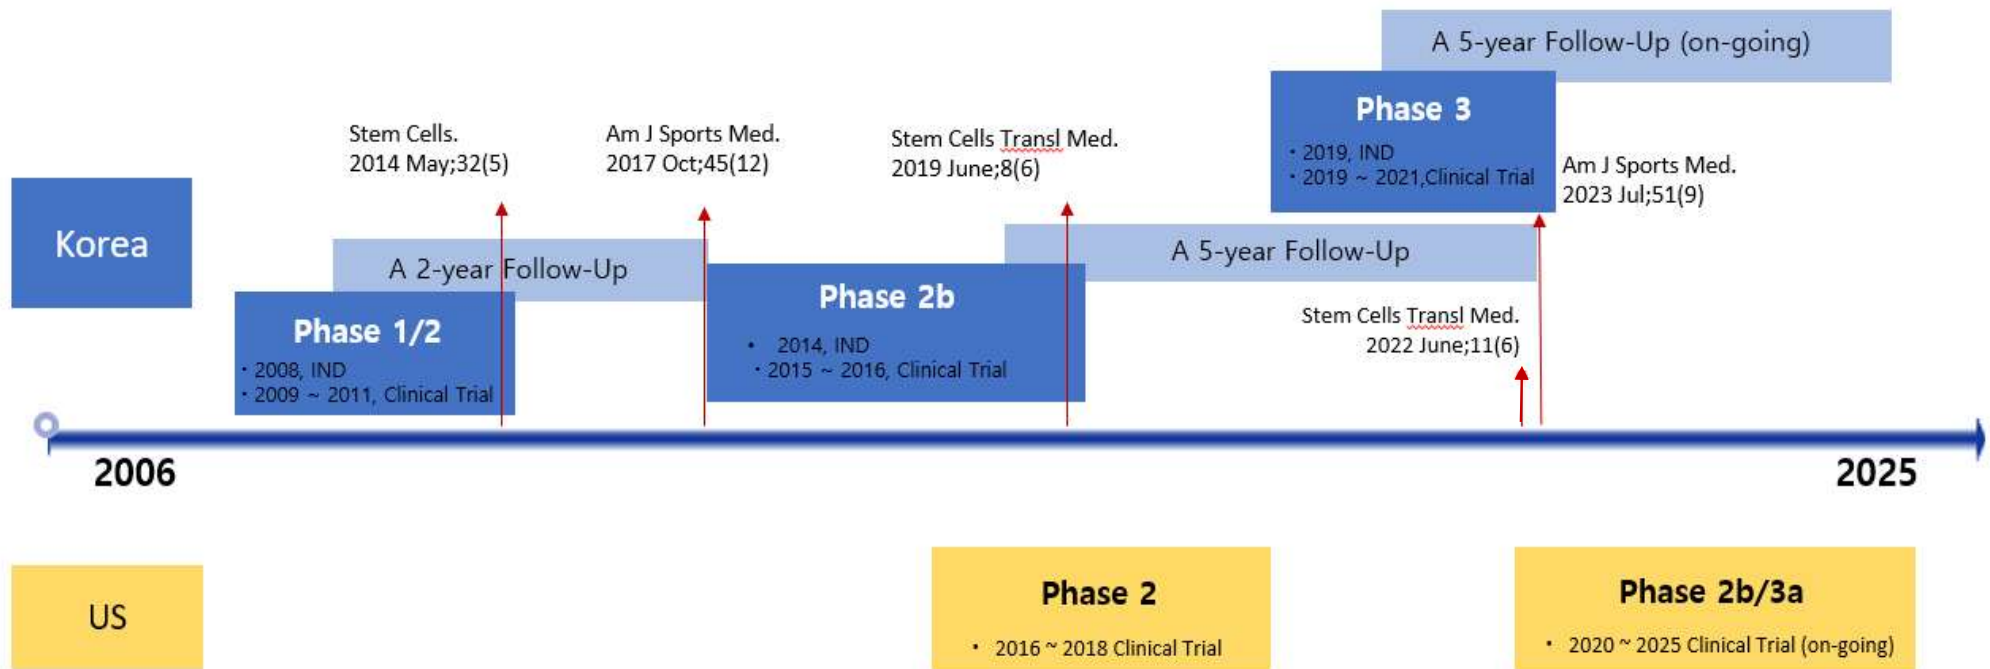 A 5-year Follow-Up (on-going)
Phase 3
· 2019, IND
· 2019 ~ 2021,Clinical Trial
Stem Cells.
2014 May;32(5)
Am J Sports Med.
2017 Oct;45(12)
Stem Cells Transl Med.
2019 June;8(6)
Am J Sports Med.
2023 Jul;51(9)
Korea
A 2-year Follow-Up
A 5-year Follow-Up
Phase 1/2
· 2008, IND
· 2009 ~ 2011, Clinical Trial
Phase 2b
· 2014, IND
· 2015 ~ 2016, Clinical Trial
Stem Cells Transl Med.
2022 June;11(6)
2006
2025
US
Phase 2
· 2016 ~ 2018 Clinical Trial
Phase 2b/3a
· 2020 ~ 2025 Clinical Trial (on-going)